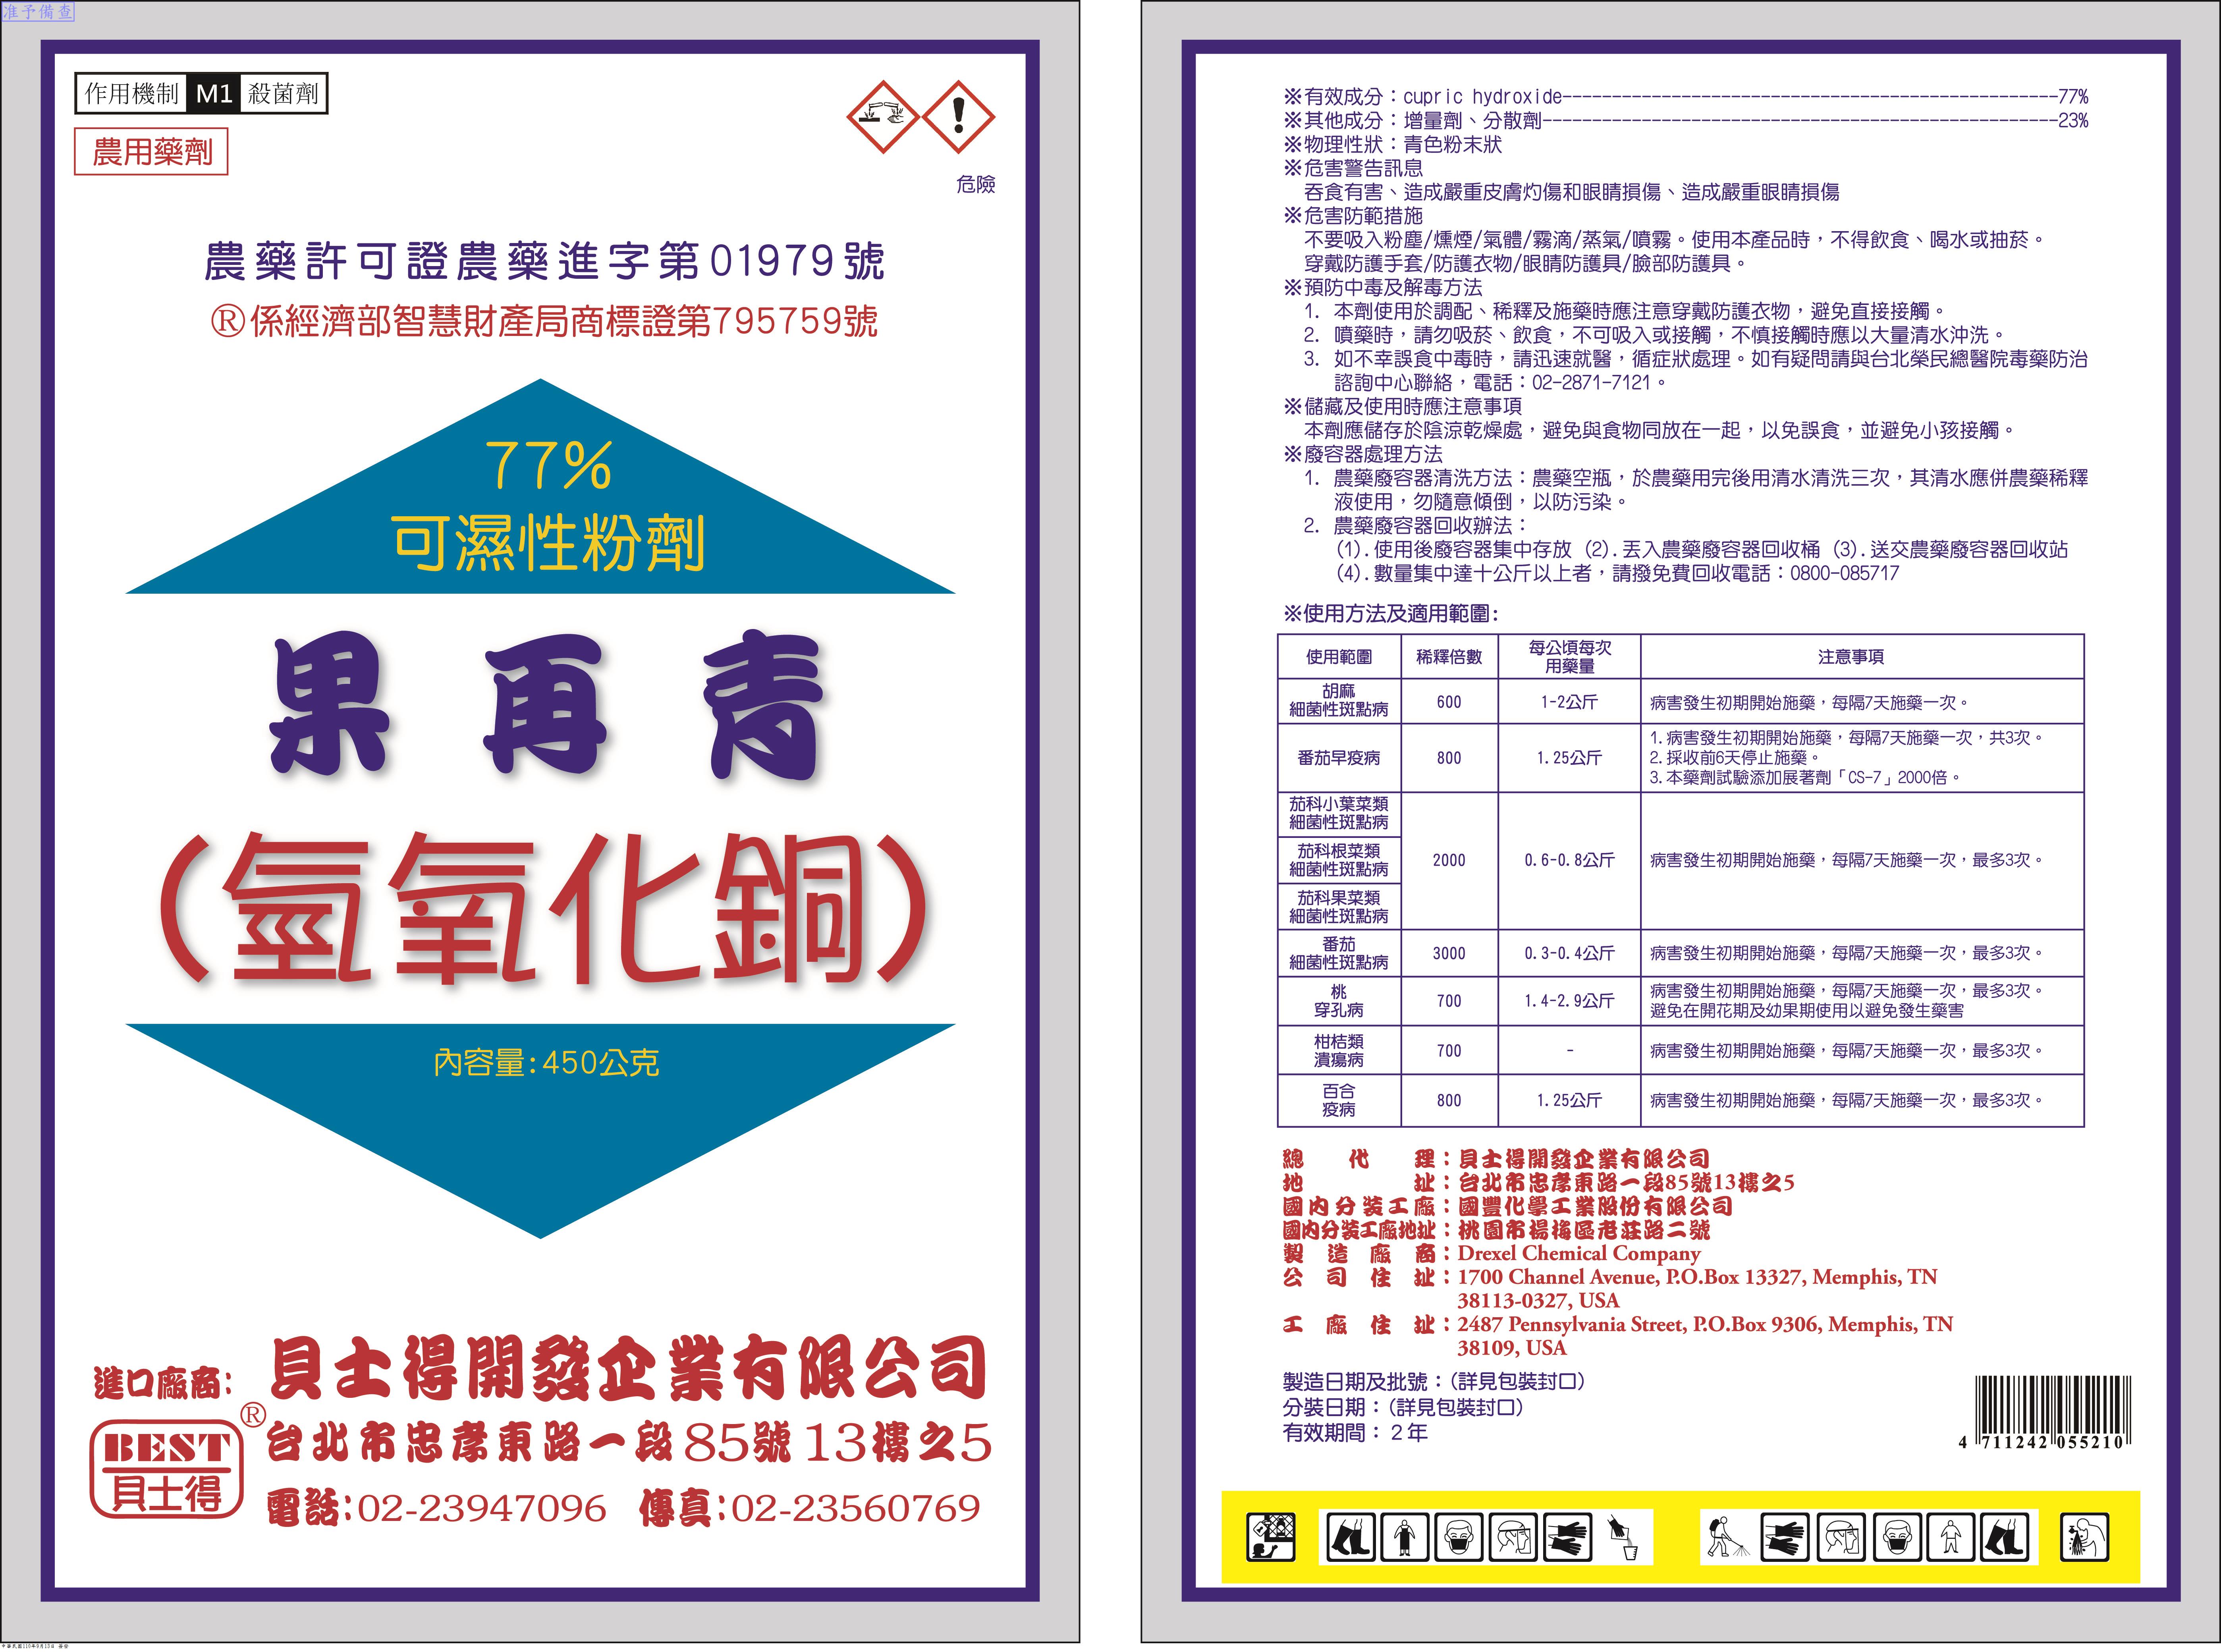 准予備查
作用機制 M1 殺菌劑
農用藥劑
危險
農藥許可證農藥進字第01979號
®係經濟部智慧財產局商標證第795759號
77%
可濕性粉劑
果再青
(氫氧化銅)
內容量:450公克
進口廠商: 貝士得開發企業有限公司
BEST®
貝士得
台北市忠孝東路一段85號13樓之5
電話:02-23947096 傳真:02-23560769
中華民國110年9月13日 簽發
※有效成分：cupric hydroxide--------------------------------------------------77%
※其他成分：增量劑、分散劑----------------------------------------------------23%
※物理性狀：青色粉末狀
※危害警告訊息
吞食有害、造成嚴重皮膚灼傷和眼睛損傷、造成嚴重眼睛損傷
※危害防範措施
不要吸入粉塵/燻煙/氣體/霧滴/蒸氣/噴霧。使用本產品時，不得飲食、喝水或抽菸。
穿戴防護手套/防護衣物/眼睛防護具/臉部防護具。
※預防中毒及解毒方法
1. 本劑使用於調配、稀釋及施藥時應注意穿戴防護衣物，避免直接接觸。
2. 噴藥時，請勿吸菸、飲食，不可吸入或接觸，不慎接觸時應以大量清水沖洗。
3. 如不幸誤食中毒時，請迅速就醫，循症狀處理。如有疑問請與台北榮民總醫院毒藥防治
諮詢中心聯絡，電話：02-2871-7121。
※儲藏及使用時應注意事項
本劑應儲存於陰涼乾燥處，避免與食物同放在一起，以免誤食，並避免小孩接觸。
※廢容器處理方法
1. 農藥廢容器清洗方法：農藥空瓶，於農藥用完後用清水清洗三次，其清水應併農藥稀釋
液使用，勿隨意傾倒，以防污染。
2. 農藥廢容器回收辦法：
(1).使用後廢容器集中存放 (2).丟入農藥廢容器回收桶 (3).送交農藥廢容器回收站
(4).數量集中達十公斤以上者，請撥免費回收電話：0800-085717
※使用方法及適用範圍:
使用範圍 稀釋倍數 每公頃每次用藥量 注意事項
胡麻
細菌性斑點病 600 1-2公斤 病害發生初期開始施藥，每隔7天施藥一次。
番茄早疫病 800 1.25公斤 1.病害發生初期開始施藥，每隔7天施藥一次，共3次。
2.採收前6天停止施藥。
3.本藥劑試驗添加展著劑「CS-7」2000倍。
茄科小葉菜類
細菌性斑點病
茄科根菜類
細菌性斑點病 2000 0.6-0.8公斤 病害發生初期開始施藥，每隔7天施藥一次，最多3次。
茄科果菜類
細菌性斑點病
番茄
細菌性斑點病 3000 0.3-0.4公斤 病害發生初期開始施藥，每隔7天施藥一次，最多3次。
桃
穿孔病 700 1.4-2.9公斤 病害發生初期開始施藥，每隔7天施藥一次，最多3次。
避免在開花期及幼果期使用以避免發生藥害
柑桔類
潰瘍病 700 - 病害發生初期開始施藥，每隔7天施藥一次，最多3次。
百合
疫病 800 1.25公斤 病害發生初期開始施藥，每隔7天施藥一次，最多3次。
總代理：貝士得開發企業有限公司
地址：台北市忠孝東路一段85號13樓之5
國內分裝工廠：國豐化學工業股份有限公司
國內分裝工廠地址：桃園市楊梅區老莊路二號
製造廠商：Drexel Chemical Company
公司住址：1700 Channel Avenue, P.O.Box 13327, Memphis, TN
38113-0327, USA
工廠住址：2487 Pennsylvania Street, P.O.Box 9306, Memphis, TN
38109, USA
製造日期及批號：(詳見包裝封口)
分裝日期：(詳見包裝封口)
有效期間：2年
4 711242 055210